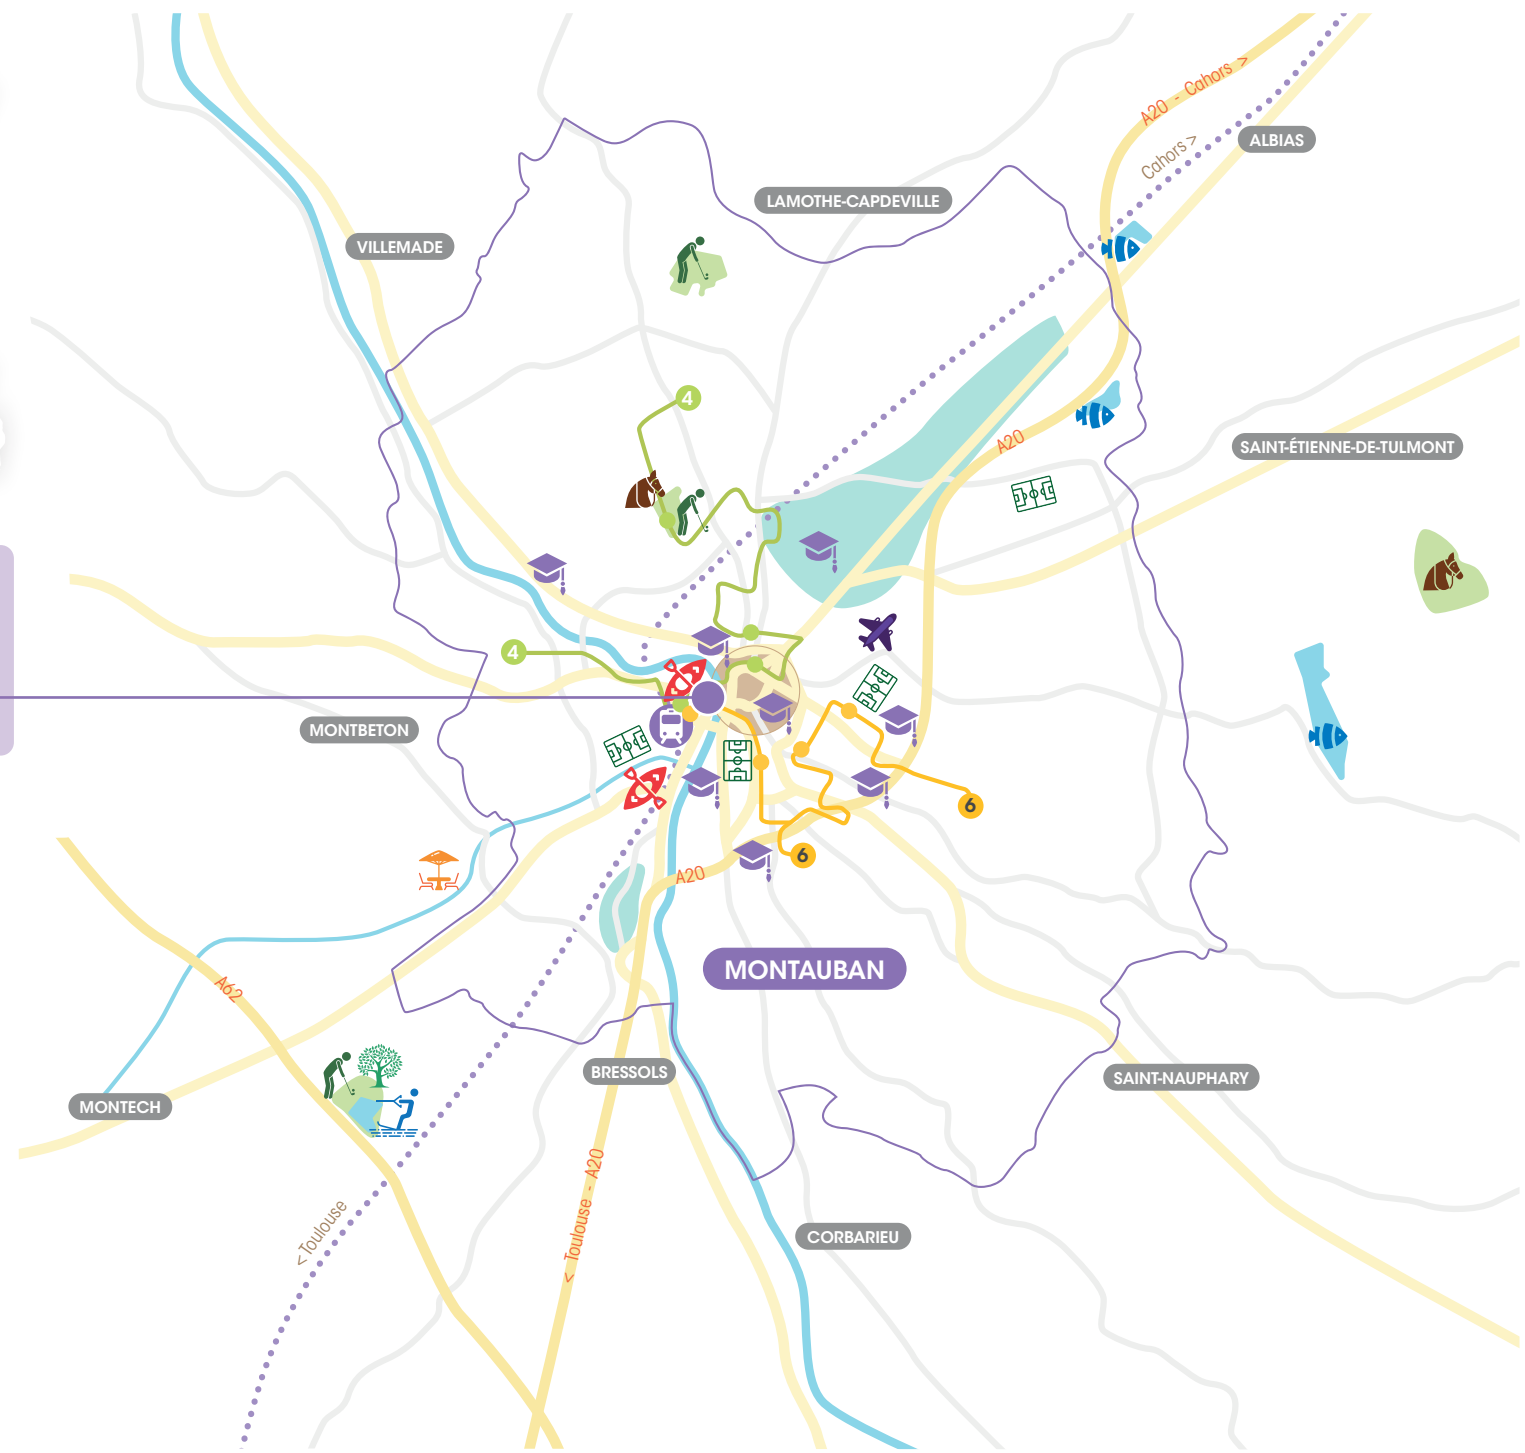 A20 - Cahors >
ALBIAS
Cahors >
LAMOTHE-CAPDEVILLE
VILLEMADE
4
A20
SAINT-ÉTIENNE-DE-TULMONT
4
MONTBETON
6
6
A20
MONTAUBAN
A62
BRESSOLS
SAINT-NAUPHARY
MONTECH
< Toulouse - A20
< Toulouse
CORBARIEU